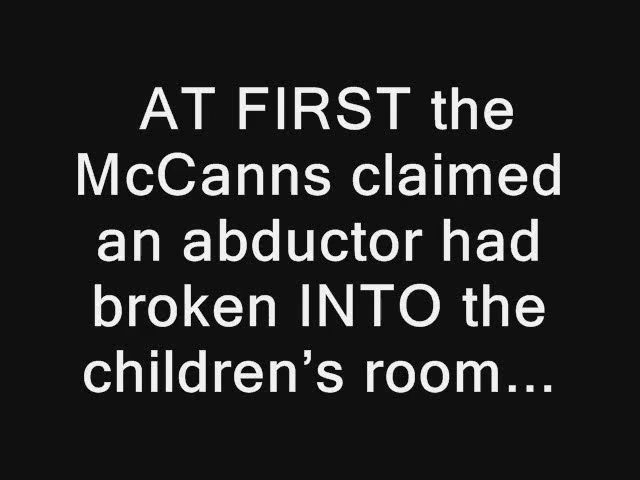 AT FIRST the
McCanns claimed
an abductor had
broken INTO the
children’s room...